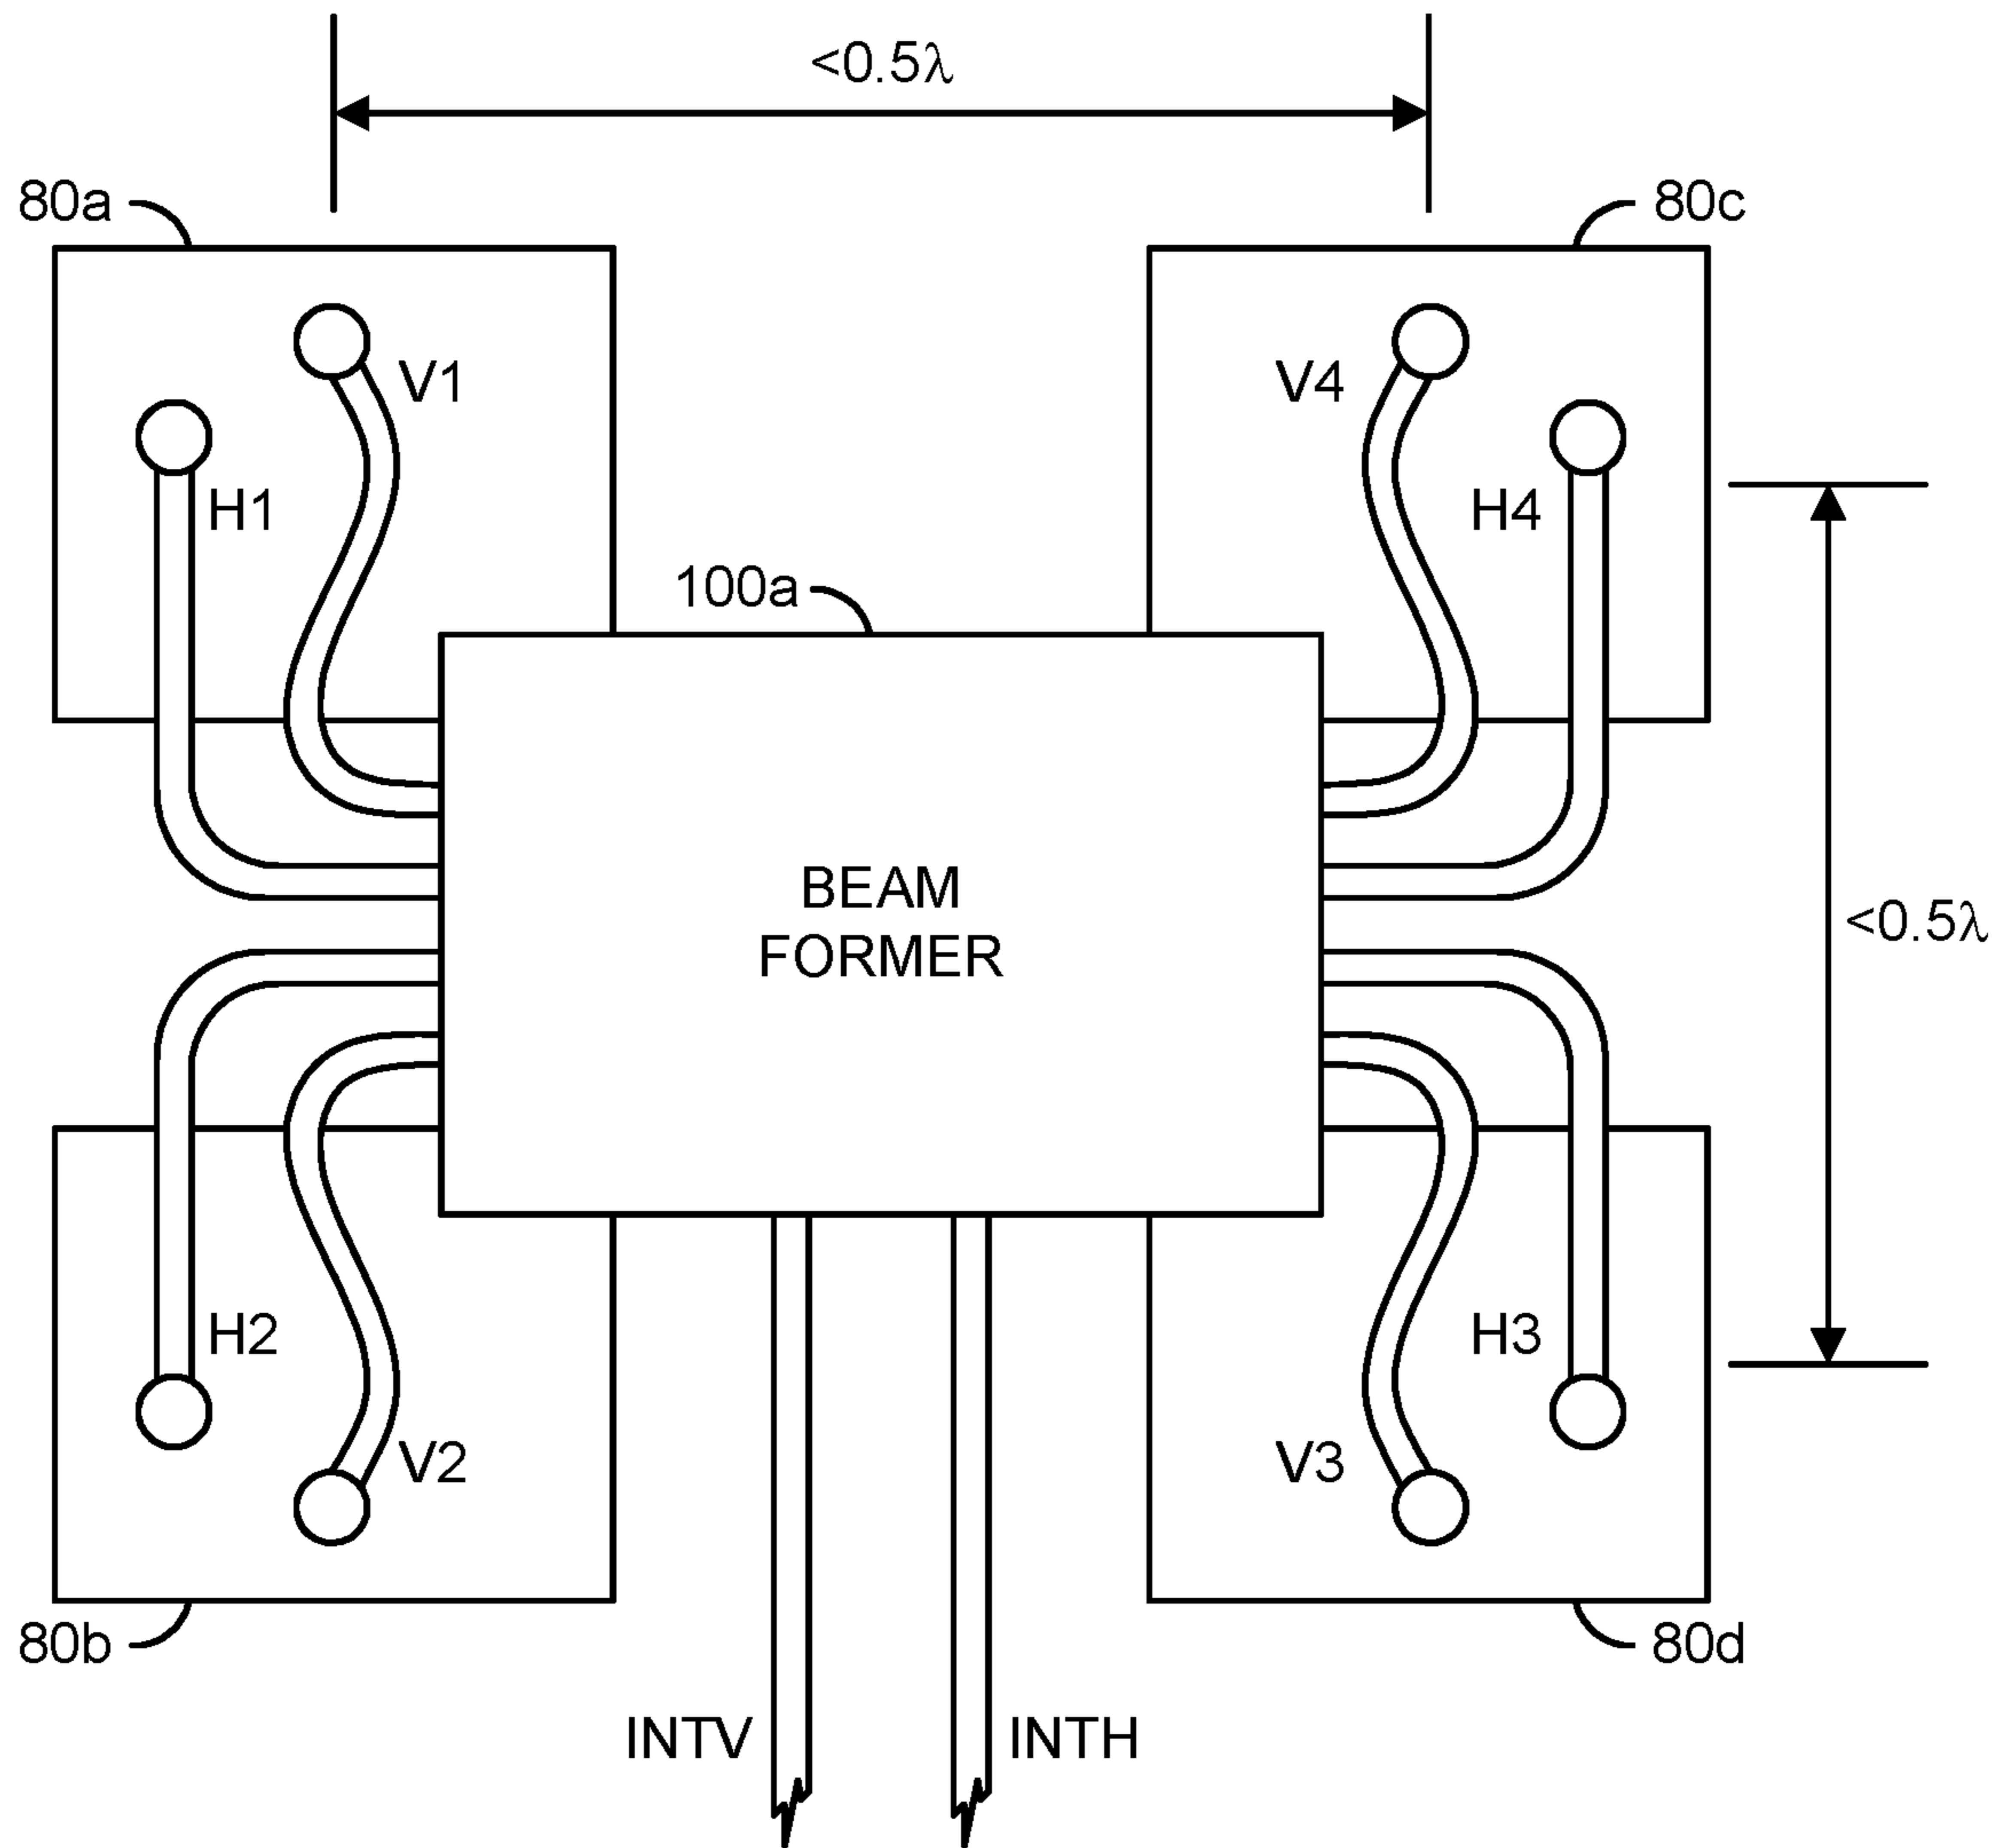 <0.5λ
80a
80c
V1
V4
H1
H4
100a
BEAM
FORMER
<0.5λ
H2
H3
V2
V3
80b
80d
INTV
INTH